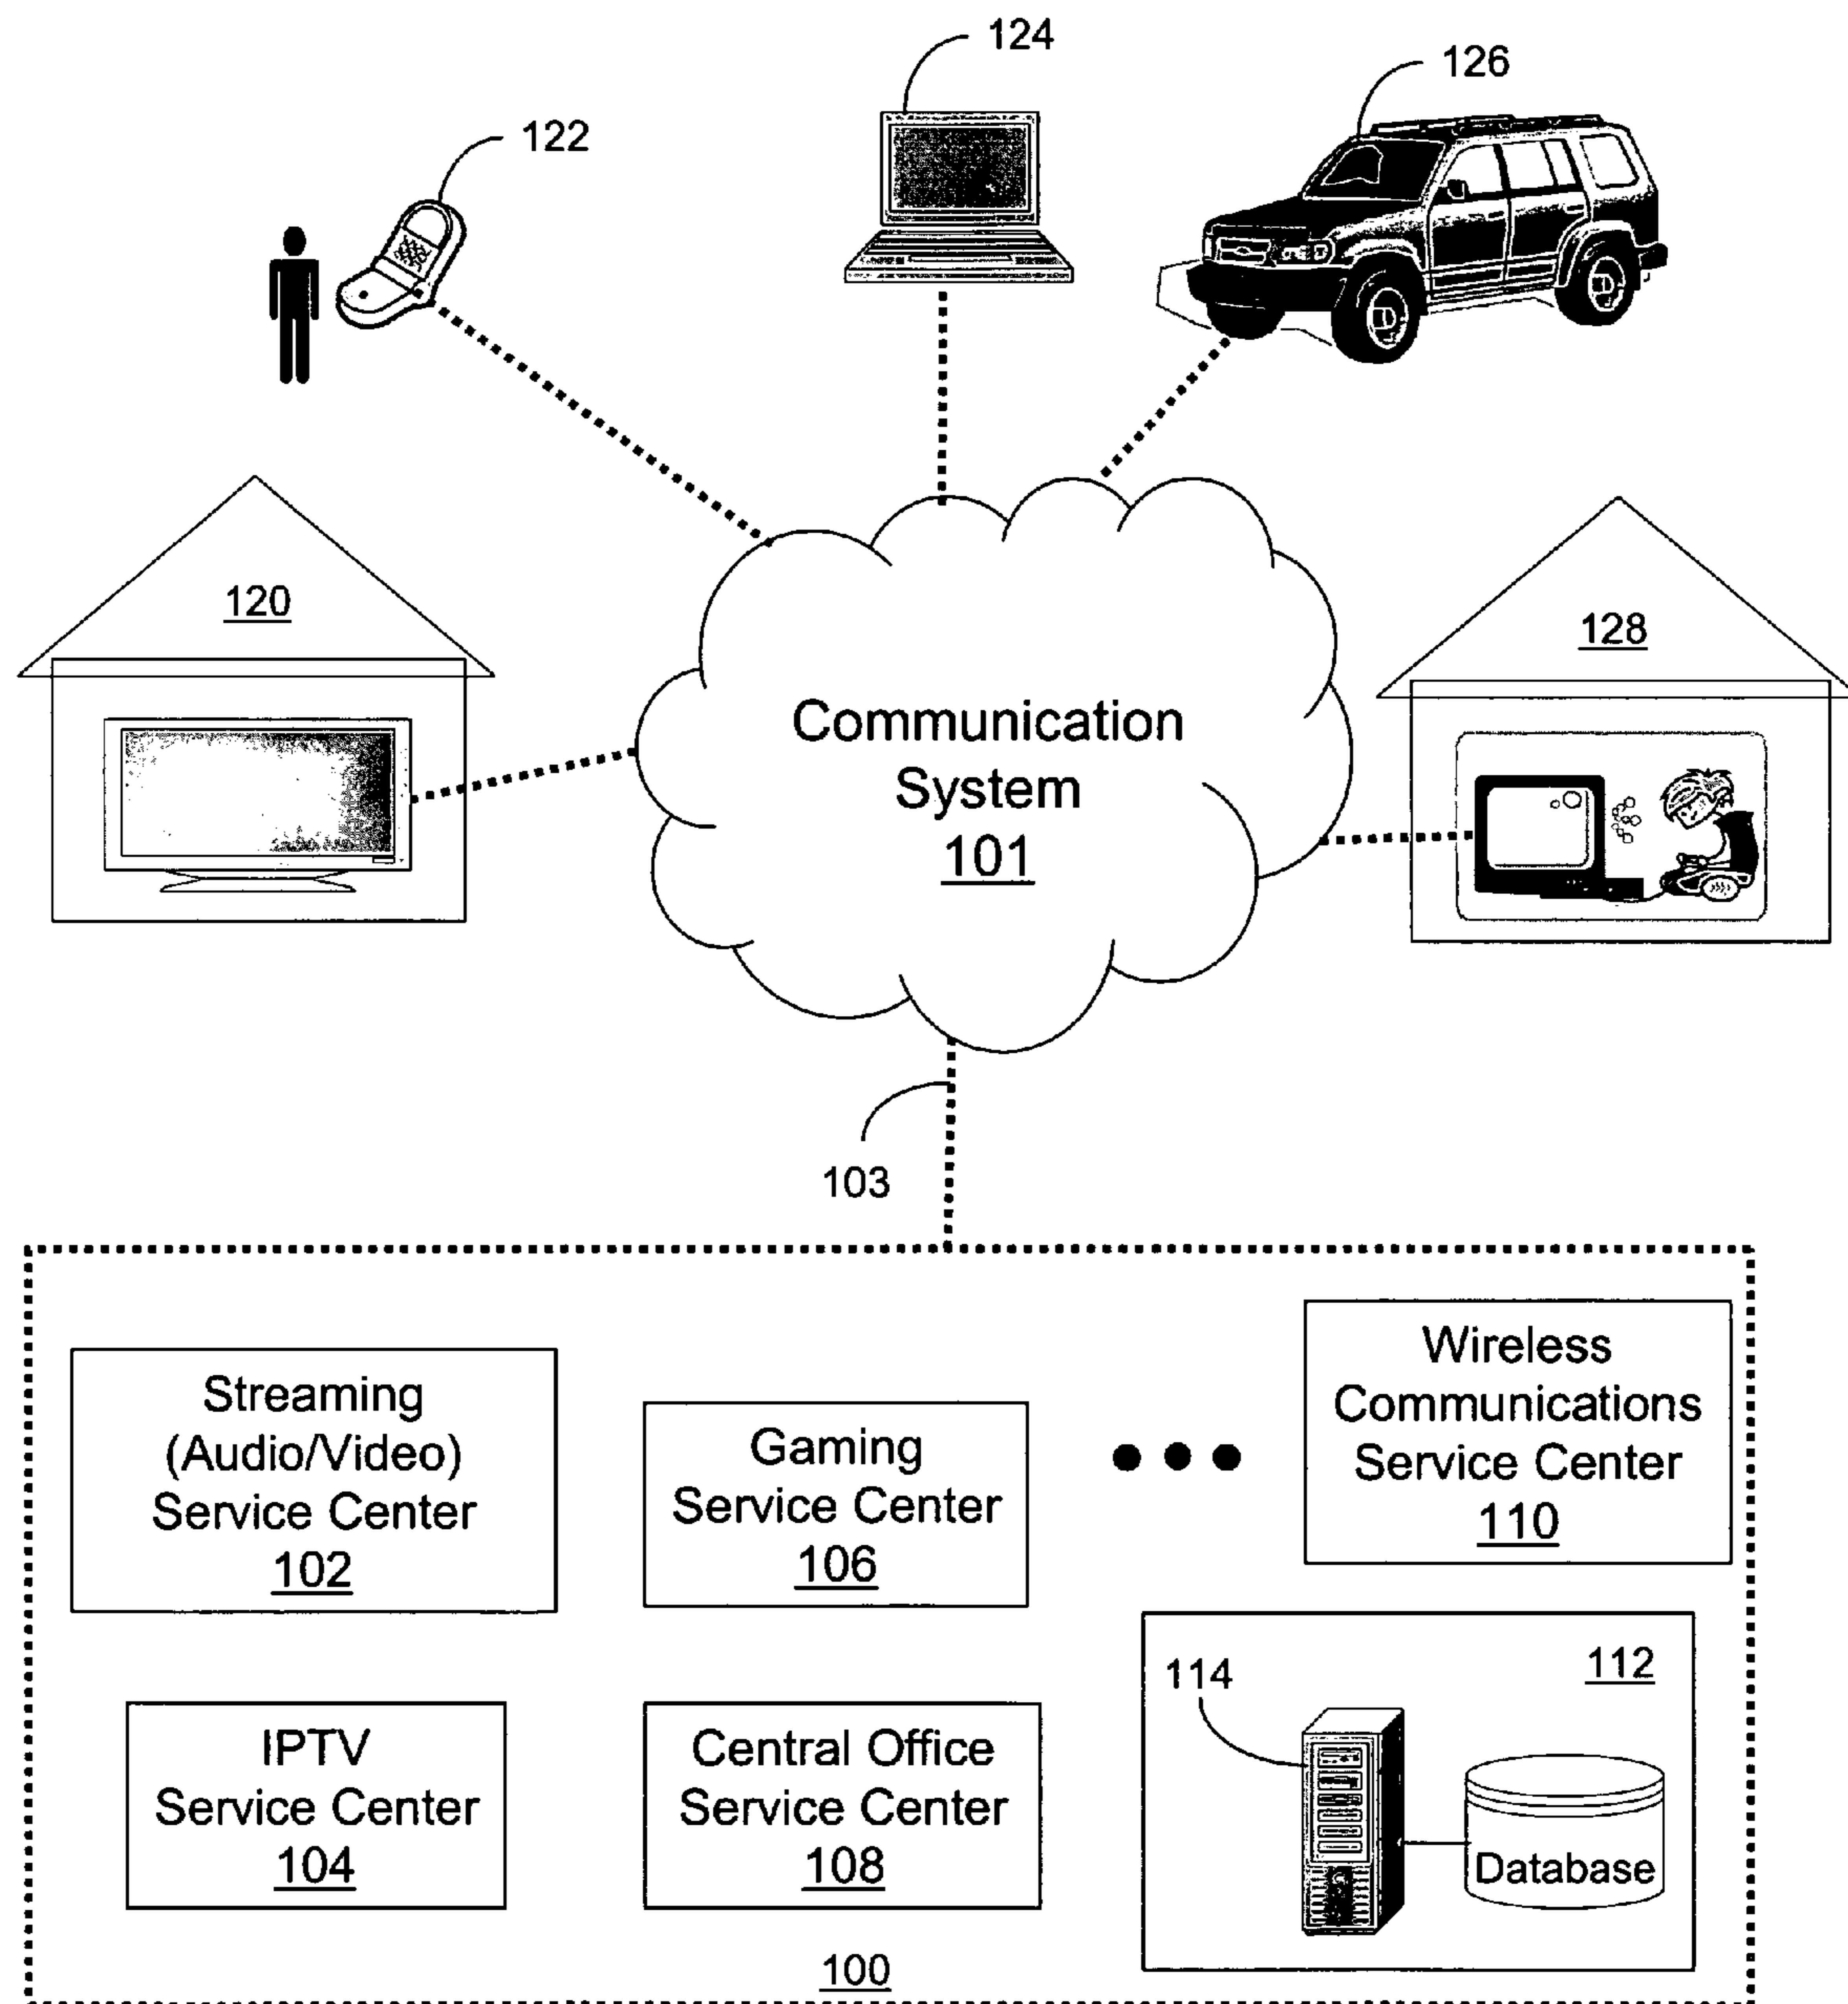 124
126
122
120
128
Communication
System
101
103
Streaming
(Audio/Video)
Service Center
102
Gaming
Service Center
106
Wireless
Communications
Service Center
110
IPTV
Service Center
104
Central Office
Service Center
108
112
114
Database
100